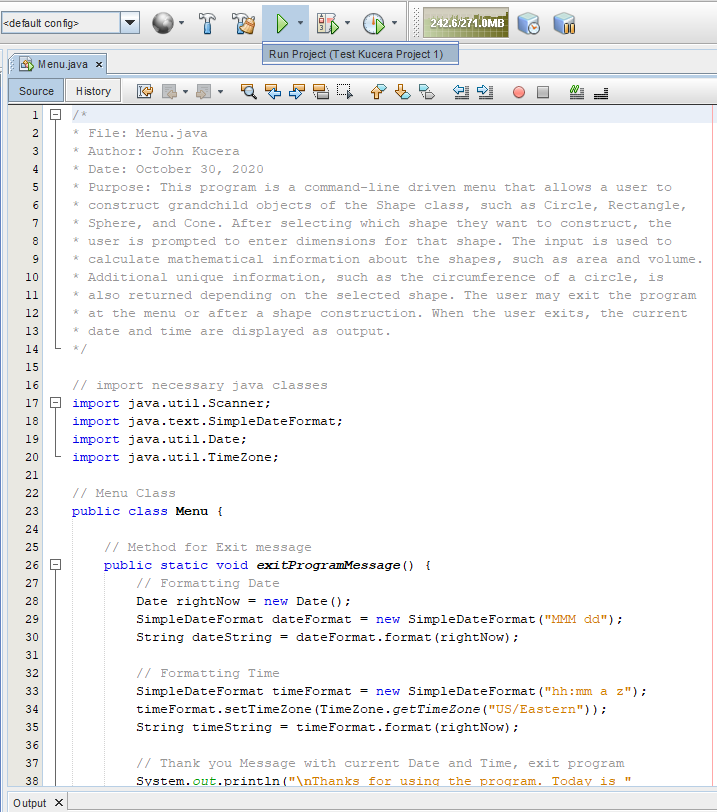 <default config>
242.6/271.0MB
Run Project (Test Kucera Project 1)
Menu.java
Source History
1 /*
2 * File: Menu.java
3 * Author: John Kucera
4 * Date: October 30, 2020
5 * Purpose: This program is a command-line driven menu that allows a user to
6 * construct grandchild objects of the Shape class, such as Circle, Rectangle,
7 * Sphere, and Cone. After selecting which shape they want to construct, the
8 * user is prompted to enter dimensions for that shape. The input is used to
9 * calculate mathematical information about the shapes, such as area and volume.
10 * Additional unique information, such as the circumference of a circle, is
11 * also returned depending on the selected shape. The user may exit the program
12 * at the menu or after a shape construction. When the user exits, the current
13 * date and time are displayed as output.
14 */
15
16 // import necessary java classes
17 import java.util.Scanner;
18 import java.text.SimpleDateFormat;
19 import java.util.Date;
20 import java.util.TimeZone;
21
22 // Menu Class
23 public class Menu {
24
25 // Method for Exit message
26 public static void exitProgramMessage() {
27 // Formatting Date
28 Date rightNow = new Date();
29 SimpleDateFormat dateFormat = new SimpleDateFormat("MMM dd");
30 String dateString = dateFormat.format(rightNow);
31
32 // Formatting Time
33 SimpleDateFormat timeFormat = new SimpleDateFormat("hh:mm a z");
34 timeFormat.setTimeZone(TimeZone.getTimeZone("US/Eastern"));
35 String timeString = timeFormat.format(rightNow);
36
37 // Thank you Message with current Date and Time, exit program
38 System.out.println("\nThanks for using the program. Today is "
Output